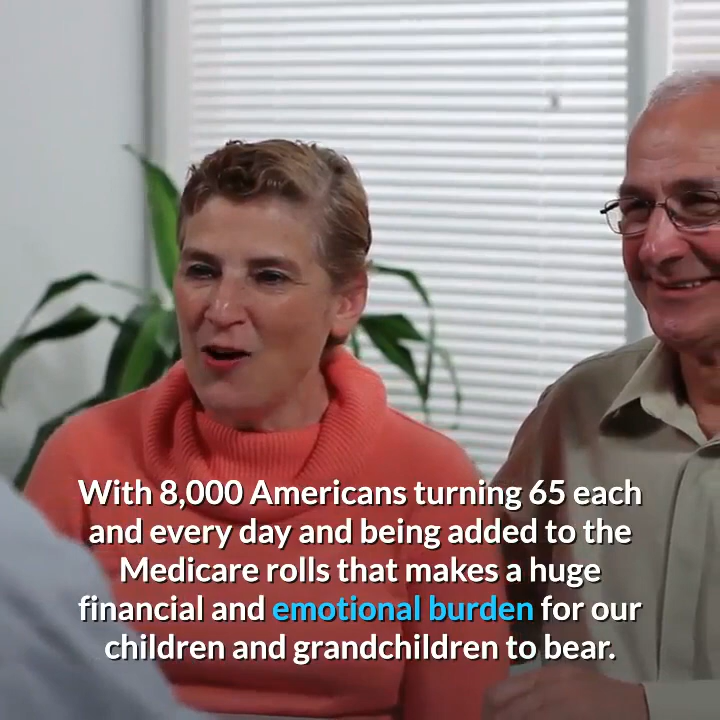 With 8,000 Americans turning 65 each
and every day and being added to the
Medicare rolls that makes a huge
financial and emotional burden for our
children and grandchildren to bear.